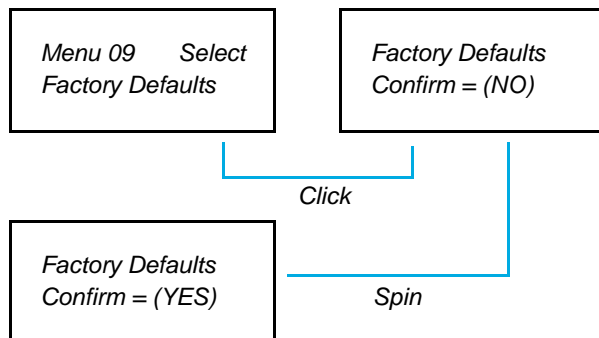 Menu 09 Select
Factory Defaults
Factory Defaults
Confirm = (NO)
Click
Factory Defaults
Confirm = (YES)
Spin